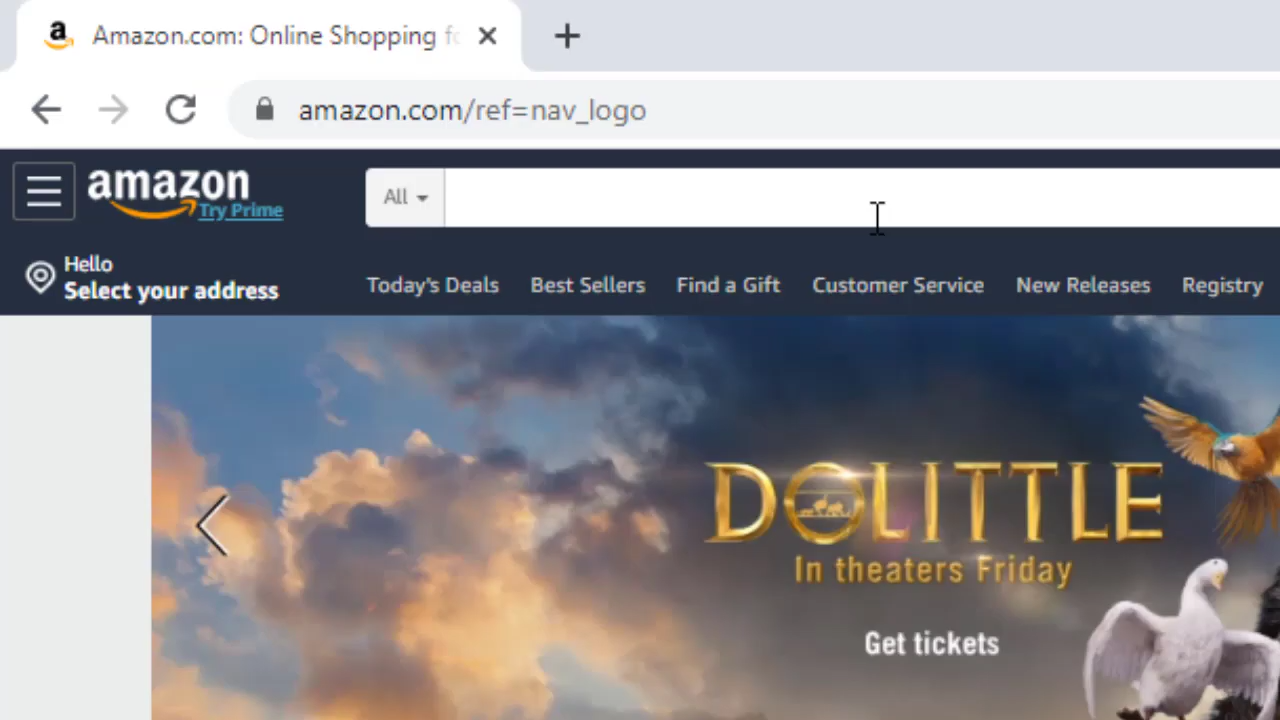 Amazon.com: Online Shopping fo
amazon.com/ref=nav_logo
amazon
Try Prime
All
Hello
Select your address
Today's Deals Best Sellers Find a Gift Customer Service New Releases Registry
DOLITTLE
In theaters Friday
Get tickets